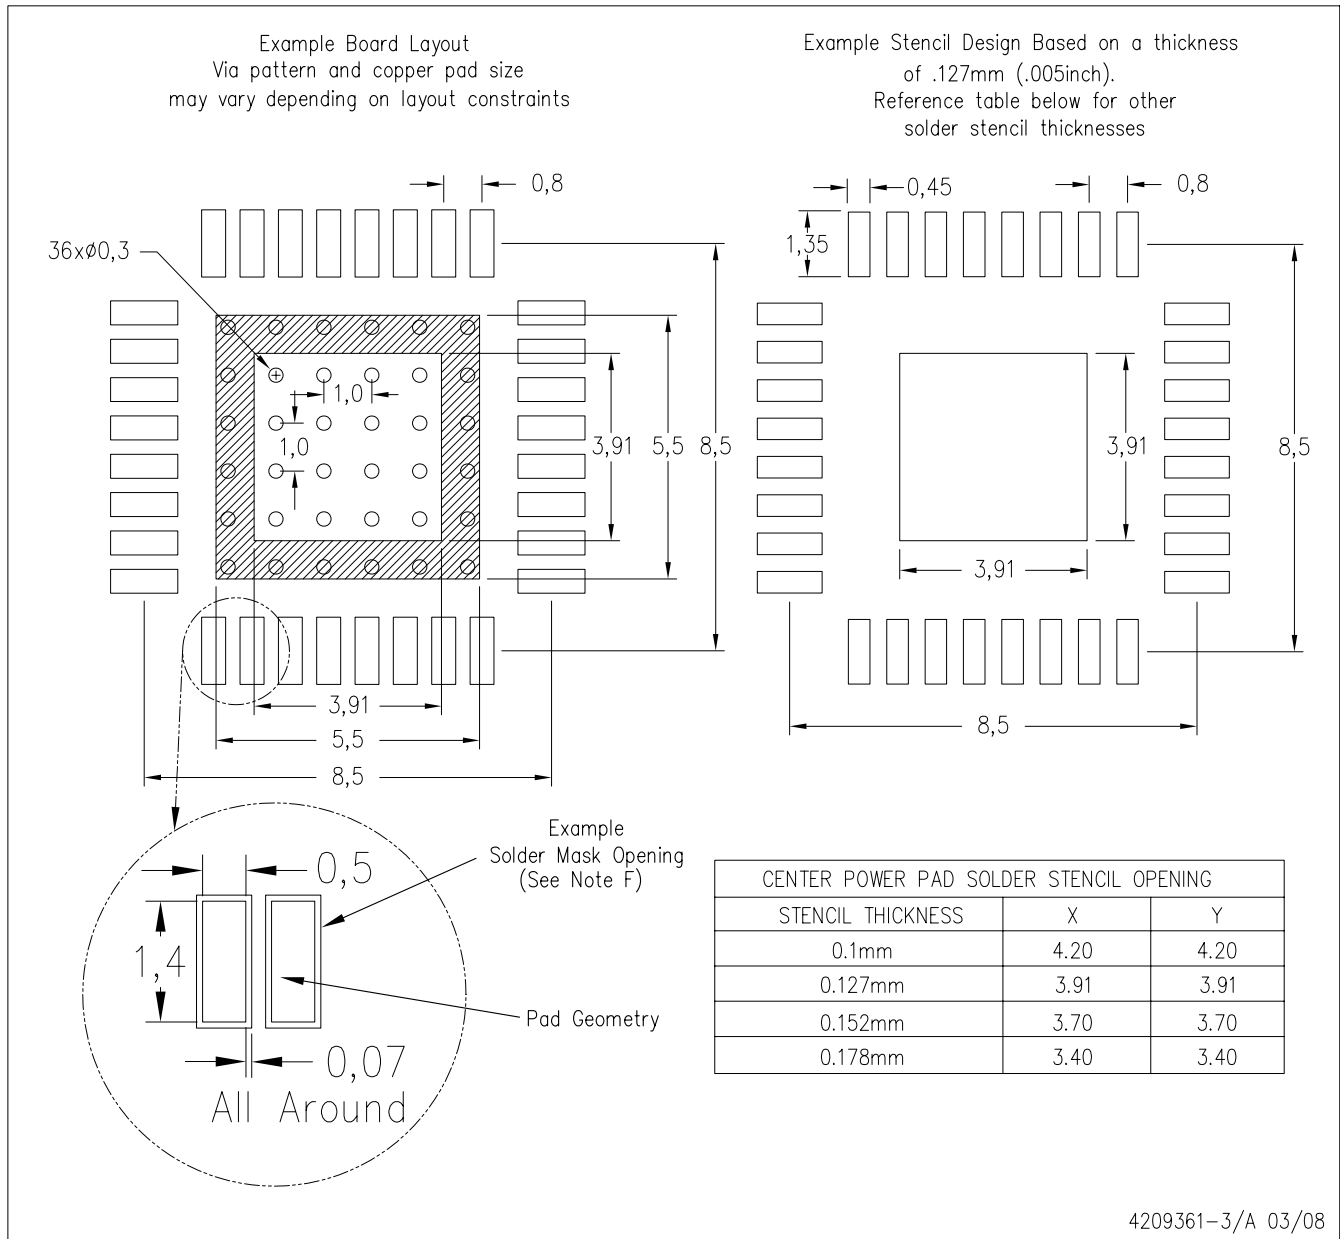 Example Board Layout
Via pattern and copper pad size
may vary depending on layout constraints
Example Stencil Design Based on a thickness
of .127mm (.005inch).
Reference table below for other
solder stencil thicknesses
0,8
36xø0,3
1,0
1,0
3,91
5,5
8,5
3,91
5,5
8,5
0,45
0,8
1,35
3,91
8,5
3,91
8,5
0,5
1,4
0,07
All Around
Example
Solder Mask Opening
(See Note F)
Pad Geometry
CENTER POWER PAD SOLDER STENCIL OPENING
STENCIL THICKNESS X Y
0.1mm 4.20 4.20
0.127mm 3.91 3.91
0.152mm 3.70 3.70
0.178mm 3.40 3.40
4209361-3/A 03/08